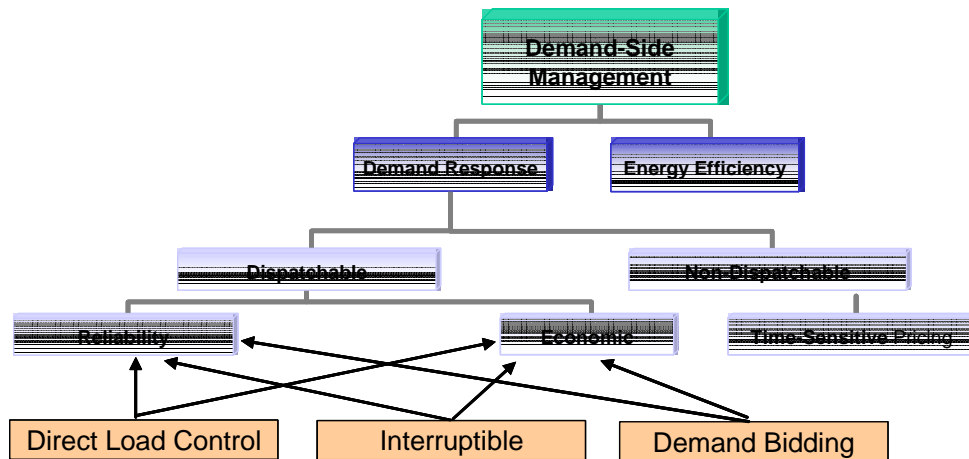 Demand-Side
Management
Demand Response
Energy Efficiency
Dispatchable
Non-Dispatchable
Reliability
Economic
Time-Sensitive Pricing
Direct Load Control
Interruptible
Demand Bidding